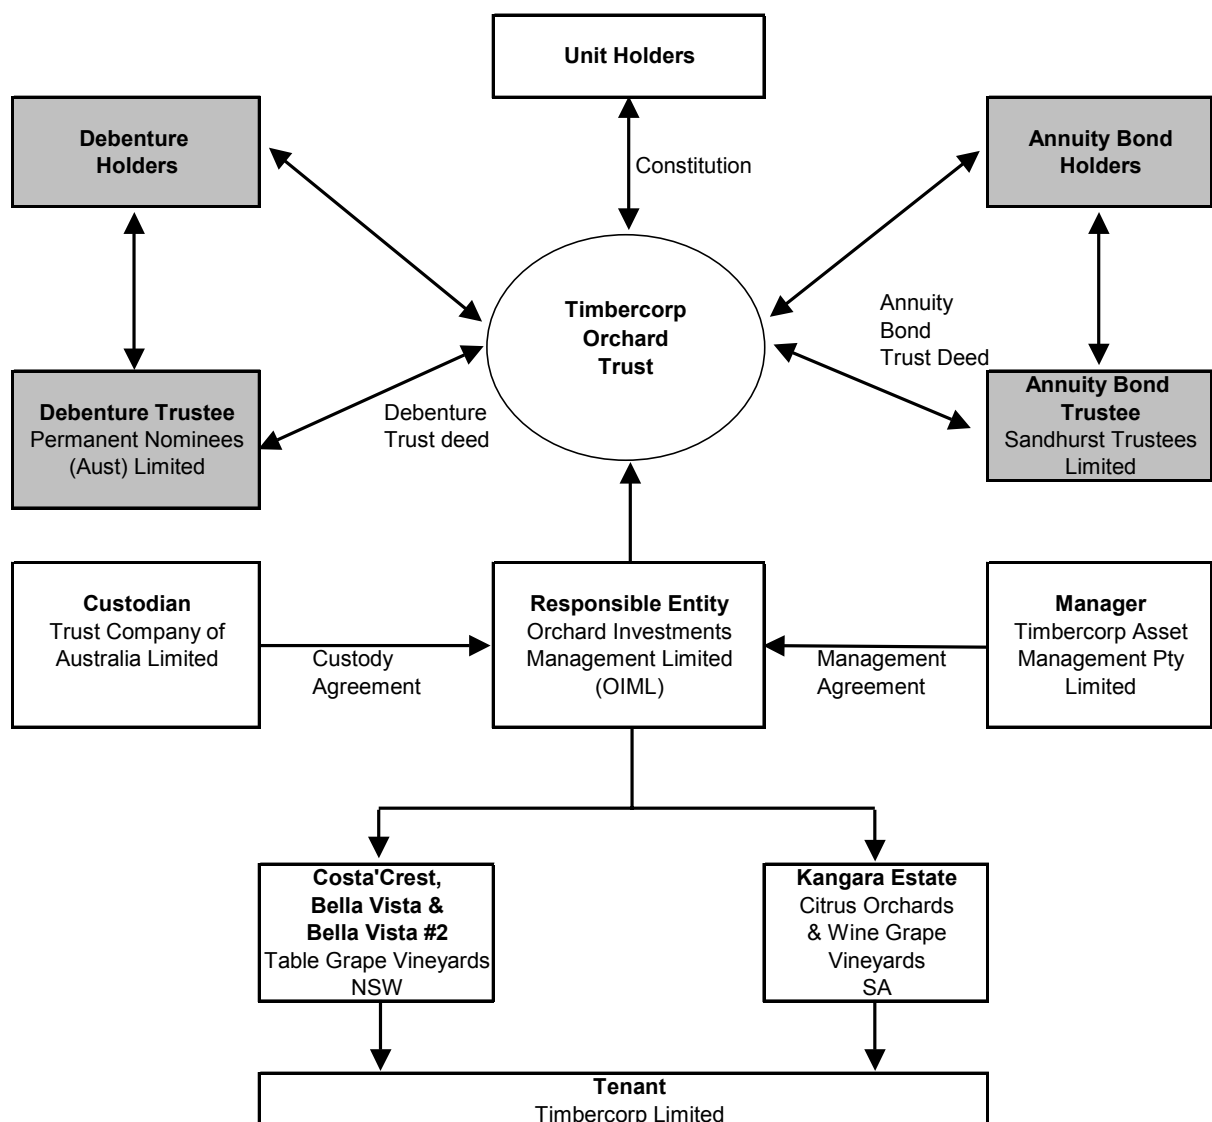 Unit Holders
Debenture
Holders
Annuity Bond
Holders
Constitution
Timbercorp
Orchard
Trust
Annuity
Bond
Trust Deed
Debenture Trustee
Permanent Nominees
(Aust) Limited
Debenture
Trust deed
Annuity Bond
Trustee
Sandhurst Trustees
Limited
Custodian
Trust Company of
Australia Limited
Custody
Agreement
Responsible Entity
Orchard Investments
Management Limited
(OIML)
Management
Agreement
Manager
Timbercorp Asset
Management Pty
Limited
Costa'Crest,
Bella Vista &
Bella Vista #2
Table Grape Vineyards
NSW
Kangara Estate
Citrus Orchards
& Wine Grape
Vineyards
SA
Tenant
Timbercorp Limited